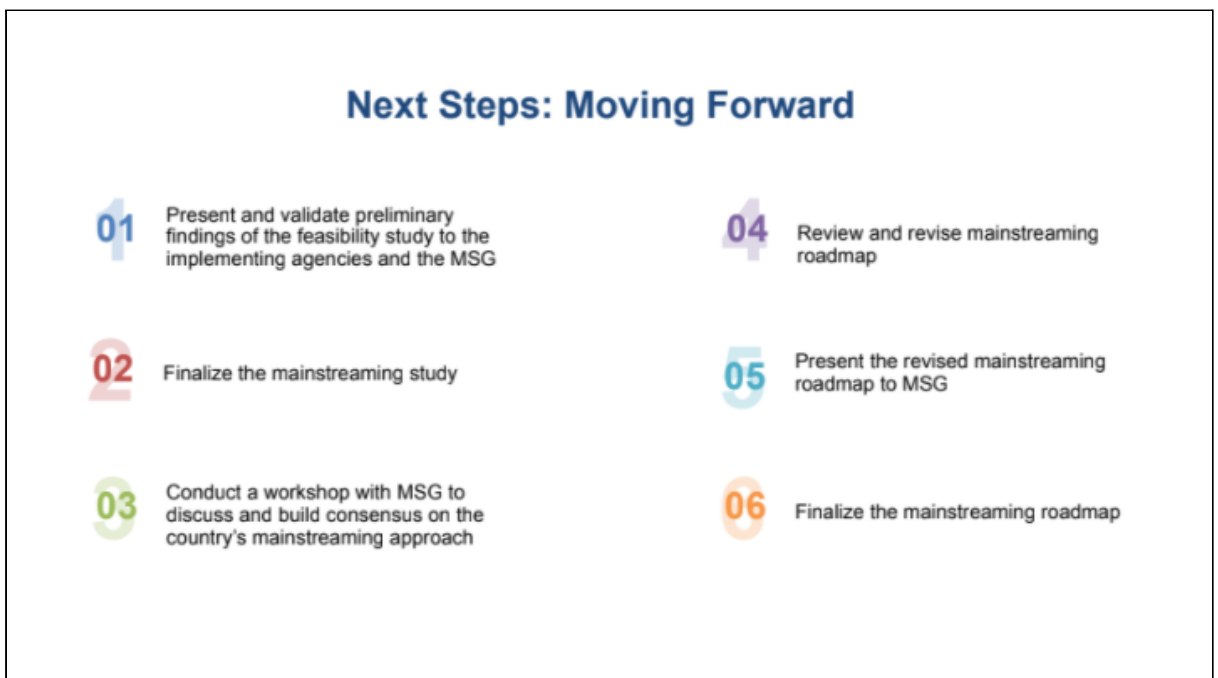 Next Steps: Moving Forward
01
Present and validate preliminary
findings of the feasibility study to the
implementing agencies and the MSG
02
Finalize the mainstreaming study
03
Conduct a workshop with MSG to
discuss and build consensus on the
country's mainstreaming approach
04
Review and revise mainstreaming
roadmap
05
Present the revised mainstreaming
roadmap to MSG
06
Finalize the mainstreaming roadmap